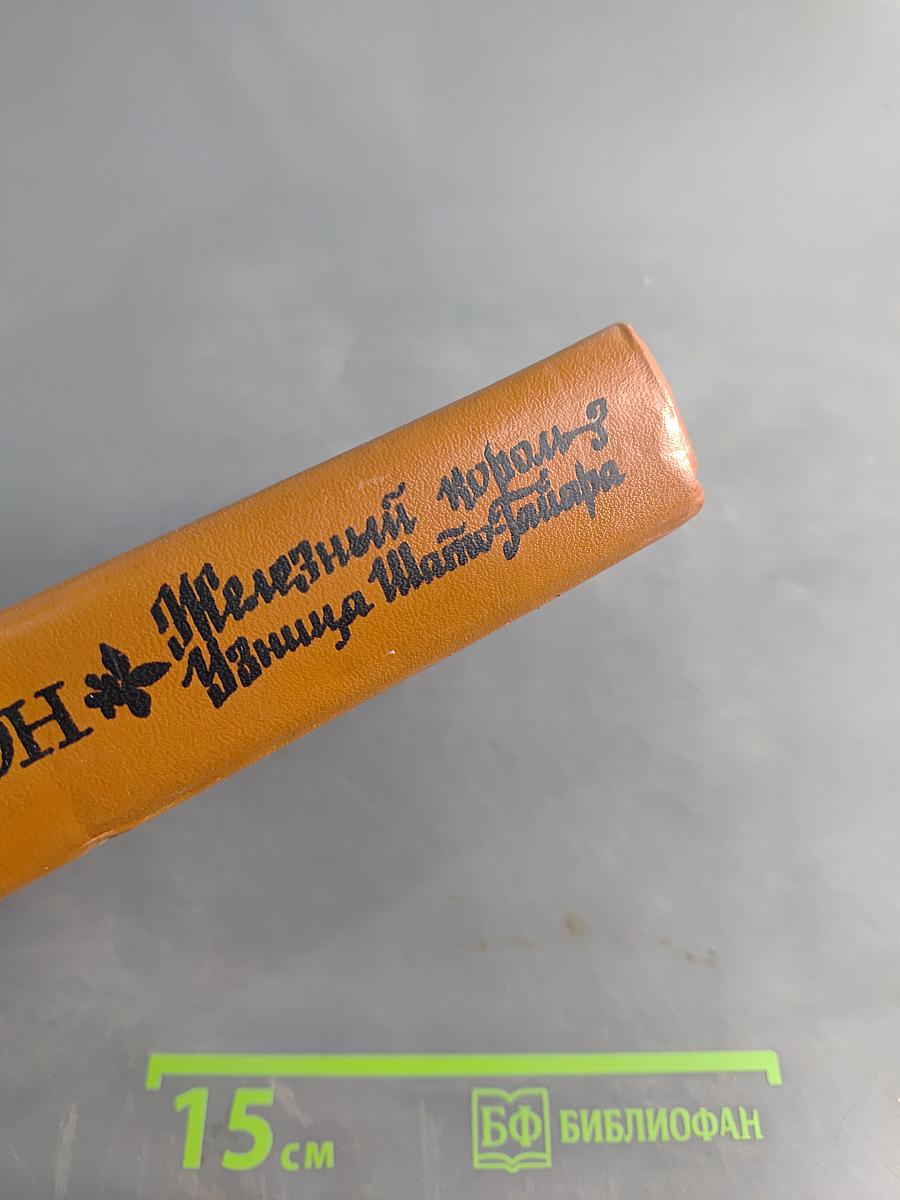 ОН
Железный король
Узница Шато-Гайара
15 см
БФ БИБЛИОФАН